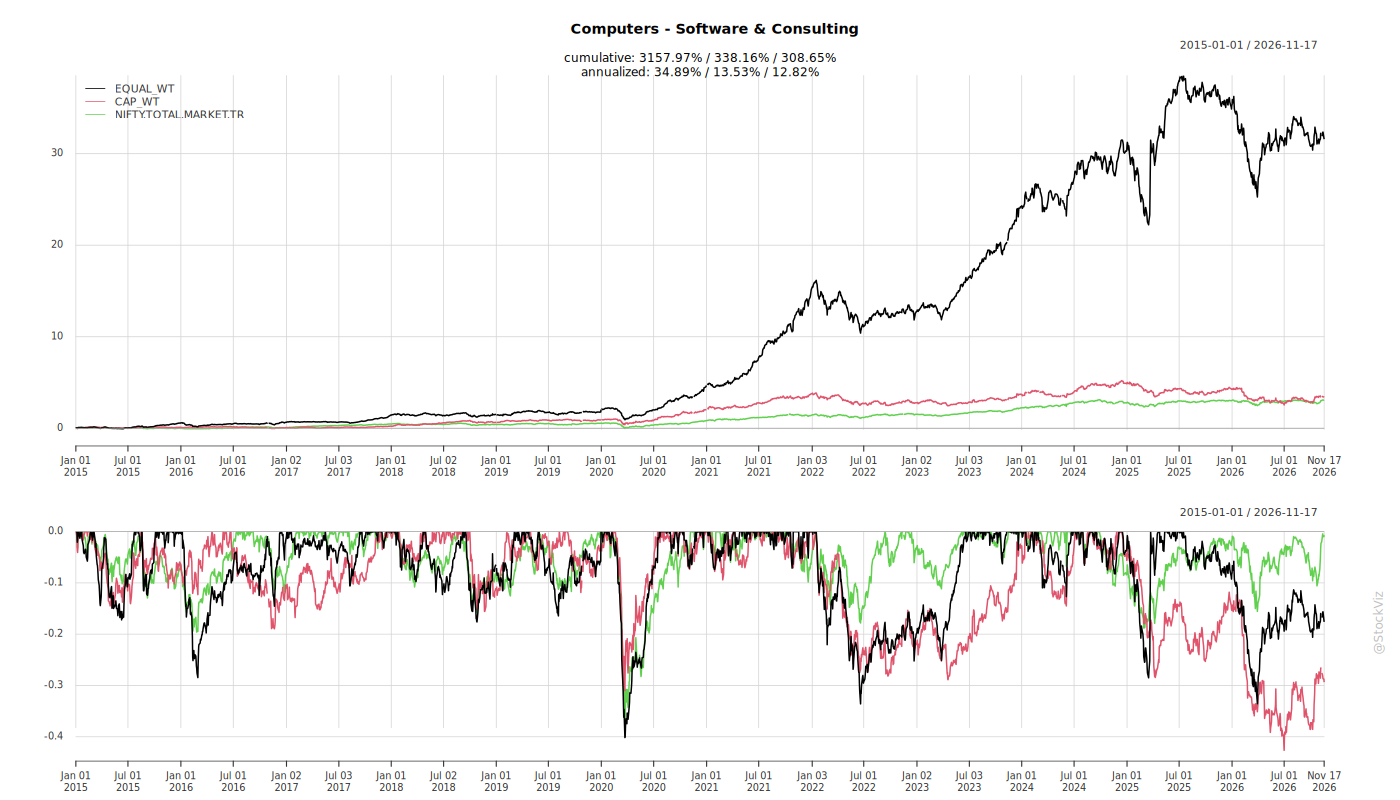 Computers - Software & Consulting
2015-01-01 / 2026-11-17
cumulative: 3157.97% / 338.16% / 308.65%
annualized: 34.89% / 13.53% / 12.82%
EQUAL_WT
CAP_WT
NIFTY.TOTAL.MARKET.TR
30
20
10
0
Jan 01 Jul 01 Jan 01 Jul 01 Jan 02 Jul 03 Jan 01 Jul 02 Jan 01 Jul 01 Jan 01 Jul 01 Jan 01 Jul 01 Jan 03 Jul 01 Jan 02 Jul 03 Jan 01 Jul 01 Jan 01 Jul 01 Jan 01 Jul 01 Nov 17
2015 2015 2016 2016 2017 2017 2018 2018 2019 2019 2020 2020 2021 2021 2022 2022 2023 2023 2024 2024 2025 2025 2026 2026 2026
2015-01-01 / 2026-11-17
0.0
-0.1
-0.2
-0.3
-0.4
Jan 01 Jul 01 Jan 01 Jul 01 Jan 02 Jul 03 Jan 01 Jul 02 Jan 01 Jul 01 Jan 01 Jul 01 Jan 01 Jul 01 Jan 03 Jul 01 Jan 02 Jul 03 Jan 01 Jul 01 Jan 01 Jul 01 Jan 01 Jul 01 Nov 17
2015 2015 2016 2016 2017 2017 2018 2018 2019 2019 2020 2020 2021 2021 2022 2022 2023 2023 2024 2024 2025 2025 2026 2026 2026
@StockViz